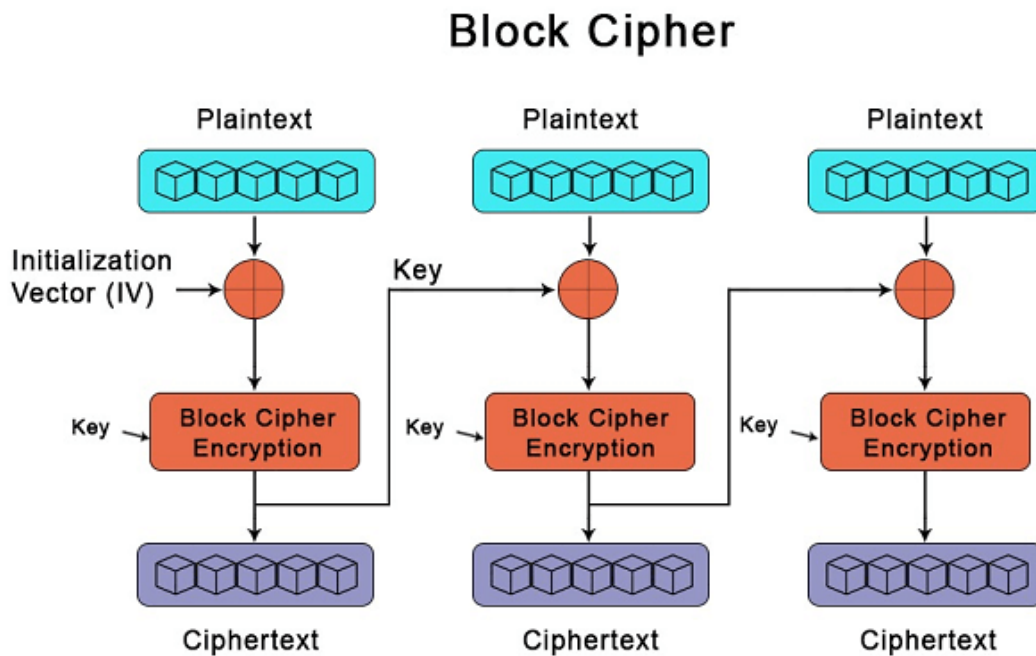 Block Cipher
Plaintext
Plaintext
Plaintext
Initialization
Vector (IV)
Key
Key
Block Cipher
Encryption
Key
Block Cipher
Encryption
Key
Block Cipher
Encryption
Ciphertext
Ciphertext
Ciphertext